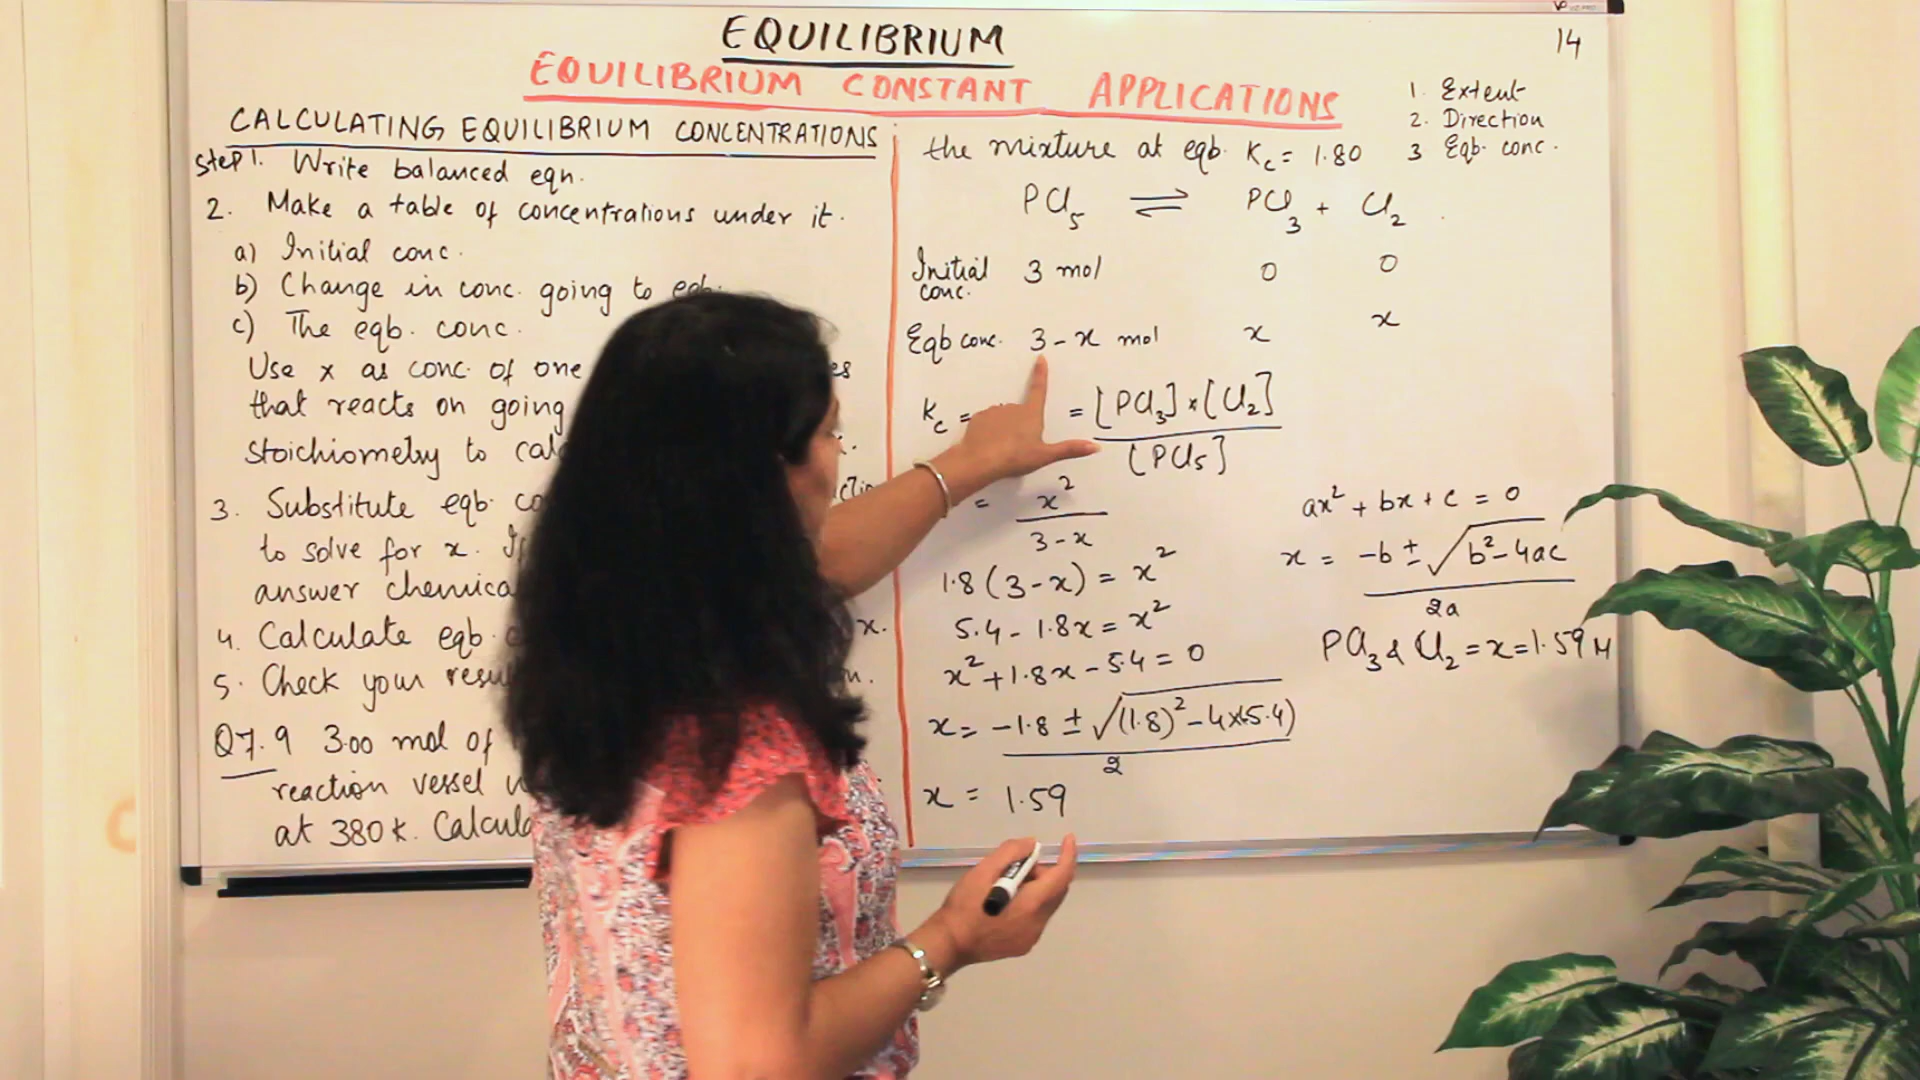 EQUILIBRIUM
14
EQUILIBRIUM CONSTANT APPLICATIONS
1. Extent
2. Direction
3 Eqb. conc.
CALCULATING EQUILIBRIUM CONCENTRATIONS
Step 1. Write balanced eqn.
2. Make a table of concentrations under it.
a) Initial conc.
b) Change in conc. going to eqb.
c) The eqb. conc.
Use x as conc. of one
that reacts on going
stoichiometry to
3. Substitute eqb.
to solve for x.
answer
4. Calculate eqb. x.
5. Check your
Q7.9 3.00 mol of
reaction vessel
at 380K.
the mixture at eqb. Kc = 1.80
PCl5 ⇌ PCl3 + Cl2
Initial conc. 3 mol 0 0
Eqb conc. 3-x mol x x
Kc = = [PCl3]×[Cl2]
[PCl5]
= x²
3-x
1.8(3-x) = x²
5.4-1.8x = x²
x²+1.8x-5.4 = 0
x = -1.8 ± √(1.8)²-4×(-5.4)
2
x = 1.59
ax² + bx + c = 0
x = -b ± √b²-4ac
2a
PCl3 & Cl2 = x = 1.59 M